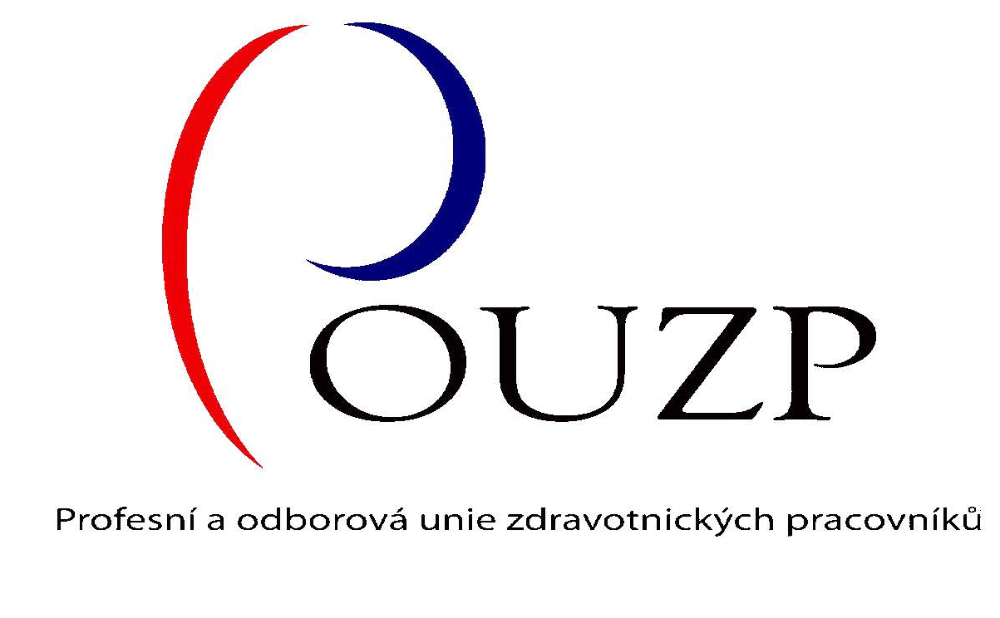 POUZP
Profesní a odborová unie zdravotnických pracovníků